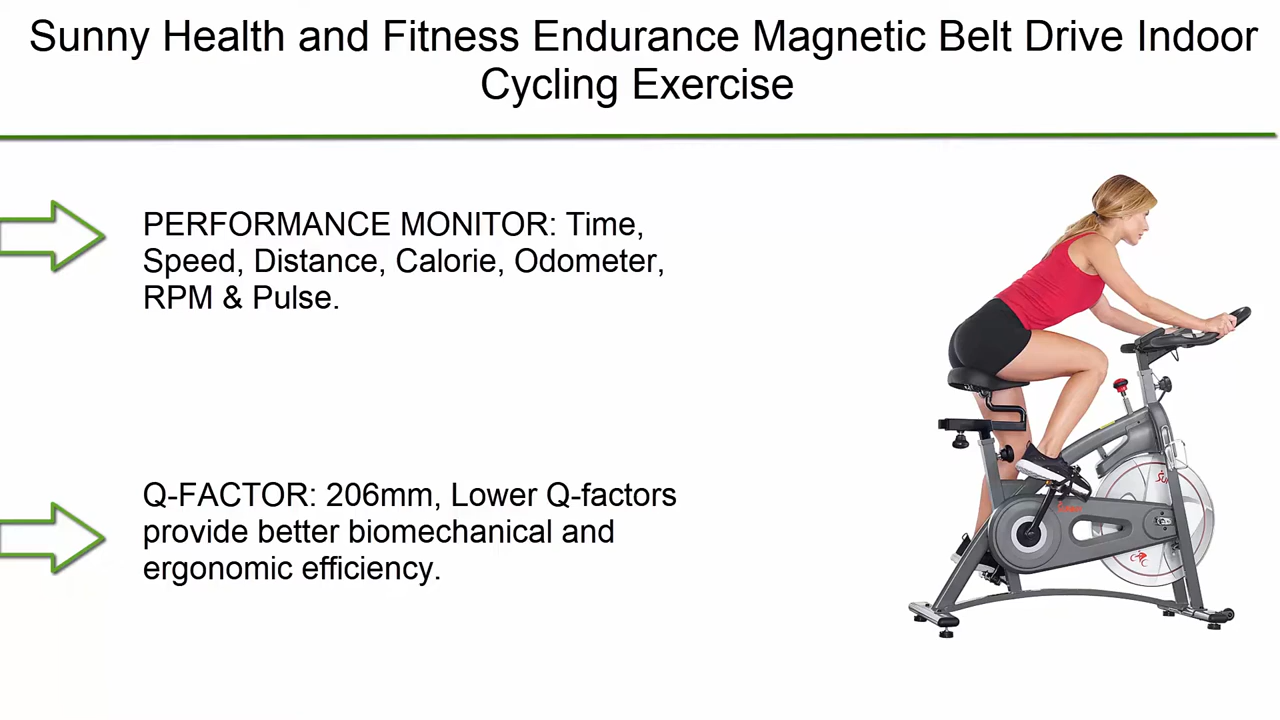 Sunny Health and Fitness Endurance Magnetic Belt Drive Indoor
Cycling Exercise
PERFORMANCE MONITOR: Time,
Speed, Distance, Calorie, Odometer,
RPM & Pulse.
Q-FACTOR: 206mm, Lower Q-factors
provide better biomechanical and
ergonomic efficiency.